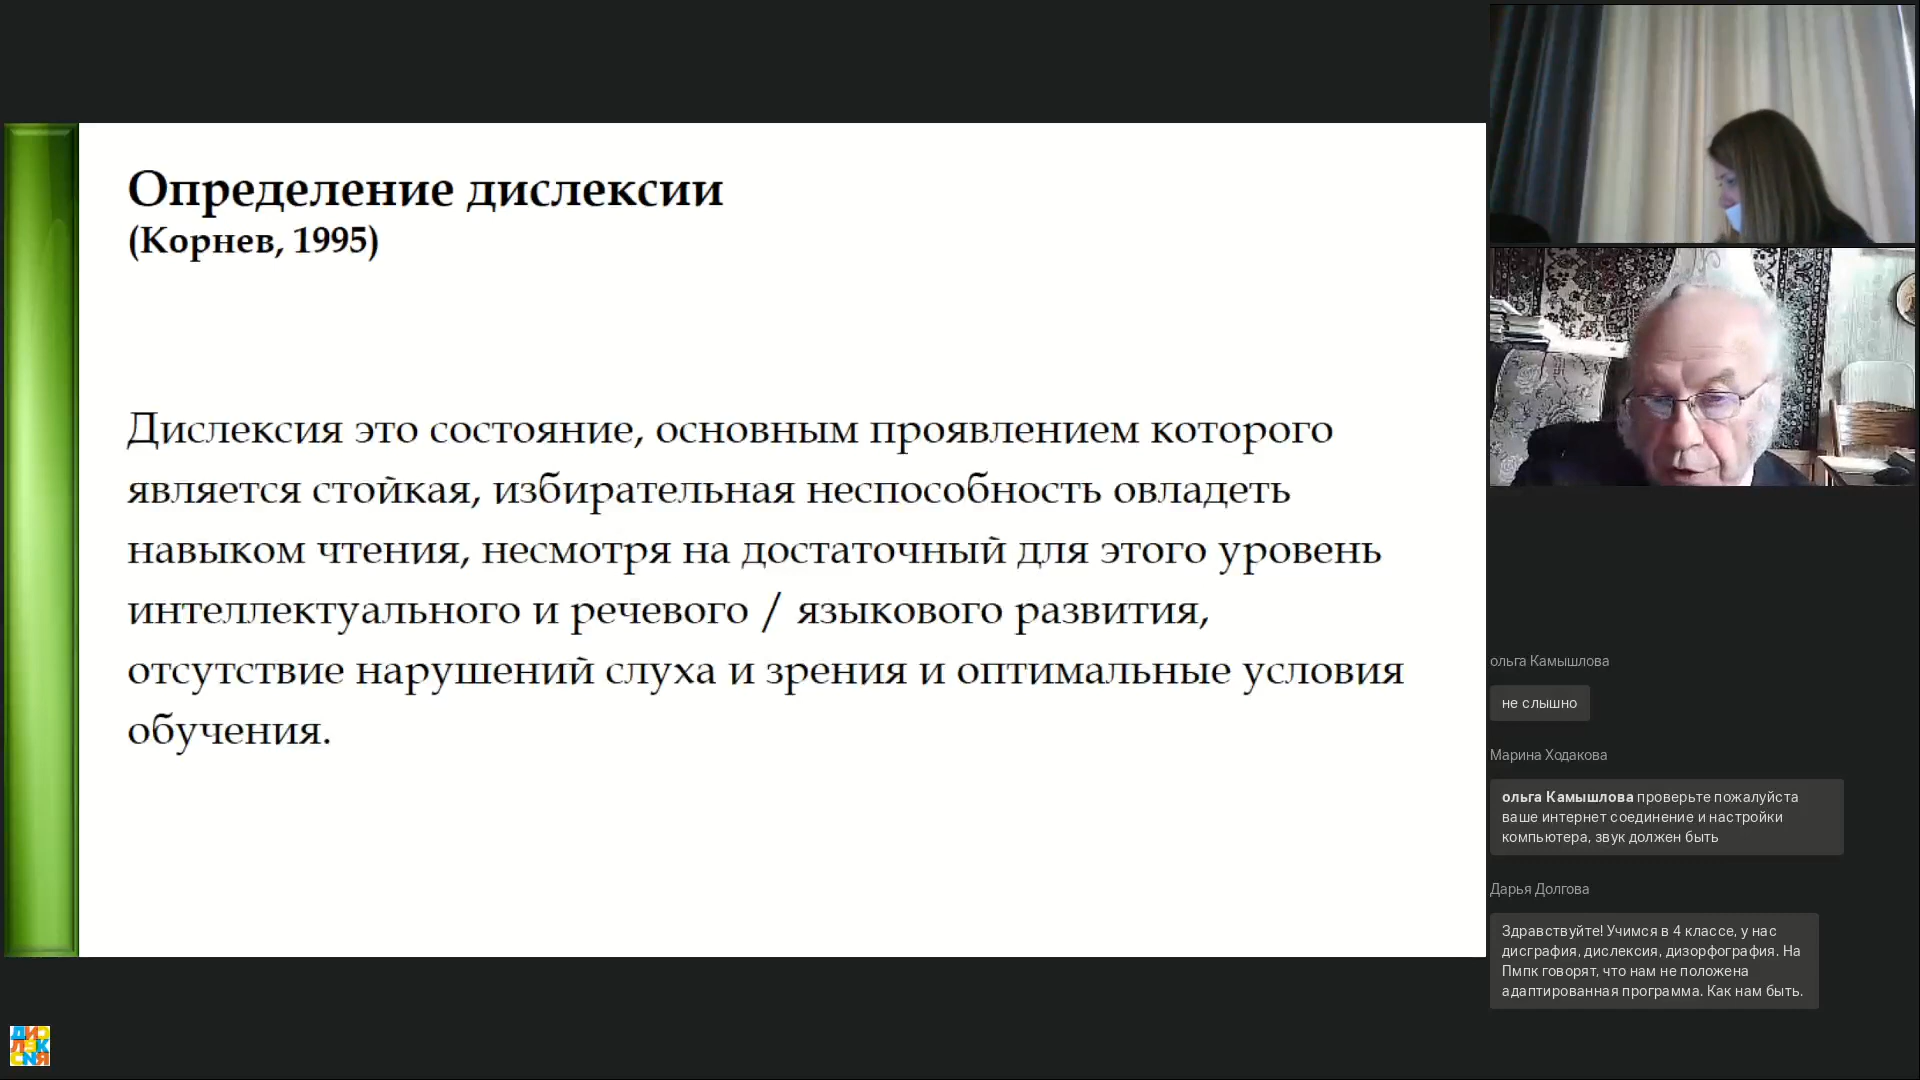 Определение дислексии
(Корнев, 1995)
Дислексия это состояние, основным проявлением которого
является стойкая, избирательная неспособность овладеть
навыком чтения, несмотря на достаточный для этого уровень
интеллектуального и речевого / языкового развития,
отсутствие нарушений слуха и зрения и оптимальные условия
обучения.
ольга Камышлова
не слышно
Марина Ходакова
ольга Камышлова проверьте пожалуйста
ваше интернет соединение и настройки
компьютера, звук должен быть
Дарья Долгова
Здравствуйте! Учимся в 4 классе, у нас
дисграфия, дислексия, дизорфография. На
Пмпк говорят, что нам не положена
адаптированная программа. Как нам быть.
ДИС
ЛЕК
СИЯ